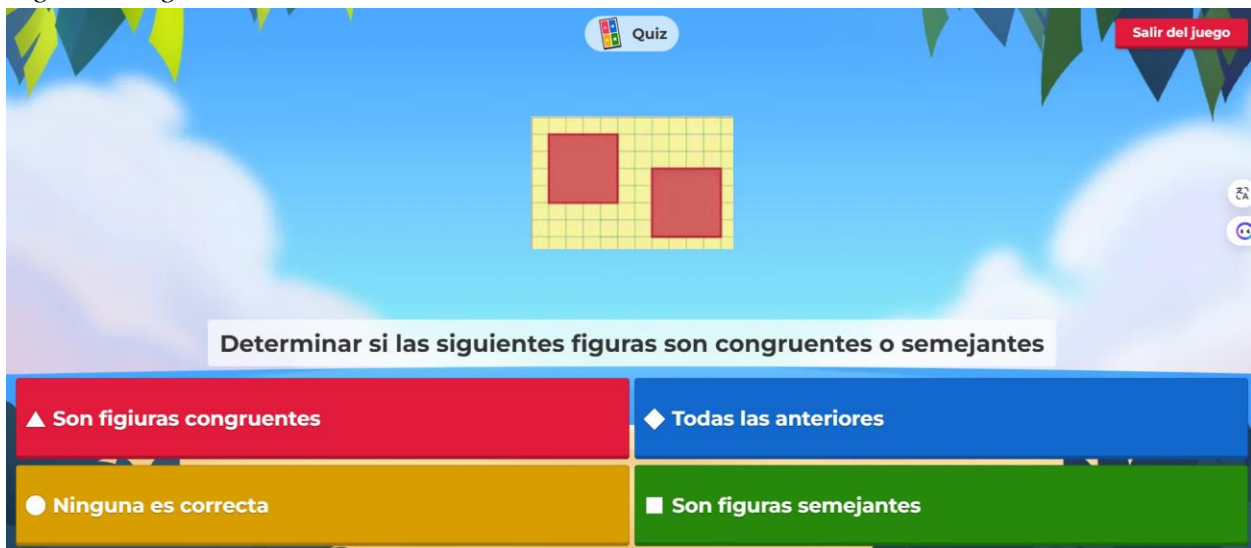 Quiz
Salir del juego
Determinar si las siguientes figuras son congruentes o semejantes
Son figiuras congruentes
Todas las anteriores
Ninguna es correcta
Son figuras semejantes